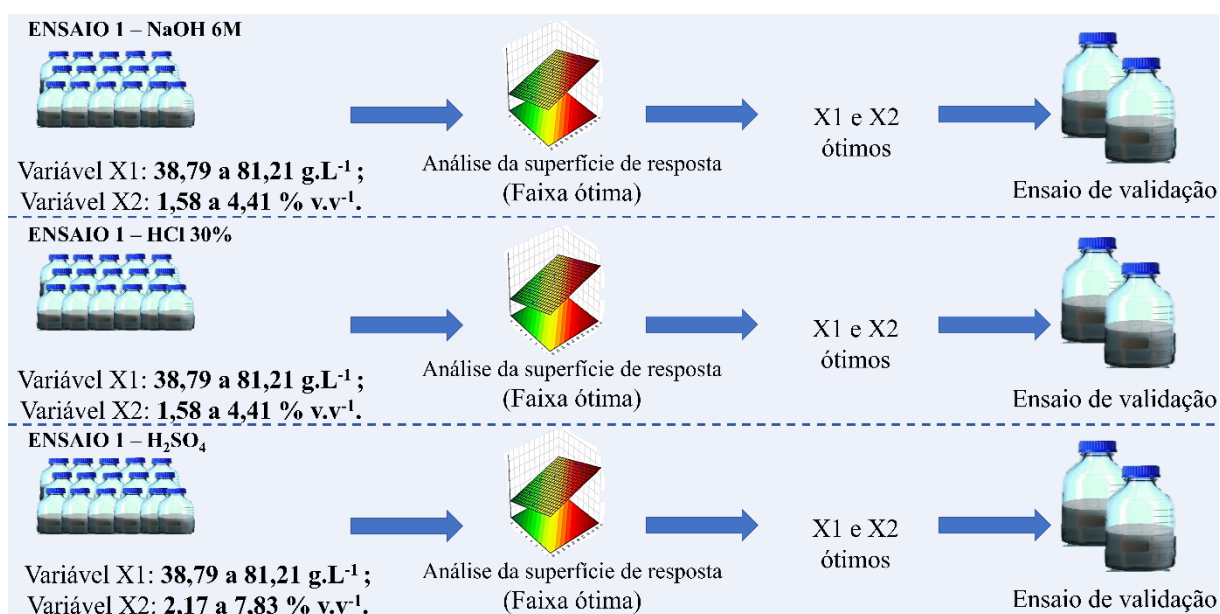 ENSAIO 1 – NaOH 6M
Variável X1: 38,79 a 81,21 g.L⁻¹ ;
Variável X2: 1,58 a 4,41 % v.v⁻¹.
Análise da superfície de resposta
(Faixa ótima)
X1 e X2
ótimos
Ensaio de validação
ENSAIO 1 – HCl 30%
Variável X1: 38,79 a 81,21 g.L⁻¹ ;
Variável X2: 1,58 a 4,41 % v.v⁻¹.
Análise da superfície de resposta
(Faixa ótima)
X1 e X2
ótimos
Ensaio de validação
ENSAIO 1 – H₂SO₄
Variável X1: 38,79 a 81,21 g.L⁻¹ ;
Variável X2: 2,17 a 7,83 % v.v⁻¹.
Análise da superfície de resposta
(Faixa ótima)
X1 e X2
ótimos
Ensaio de validação